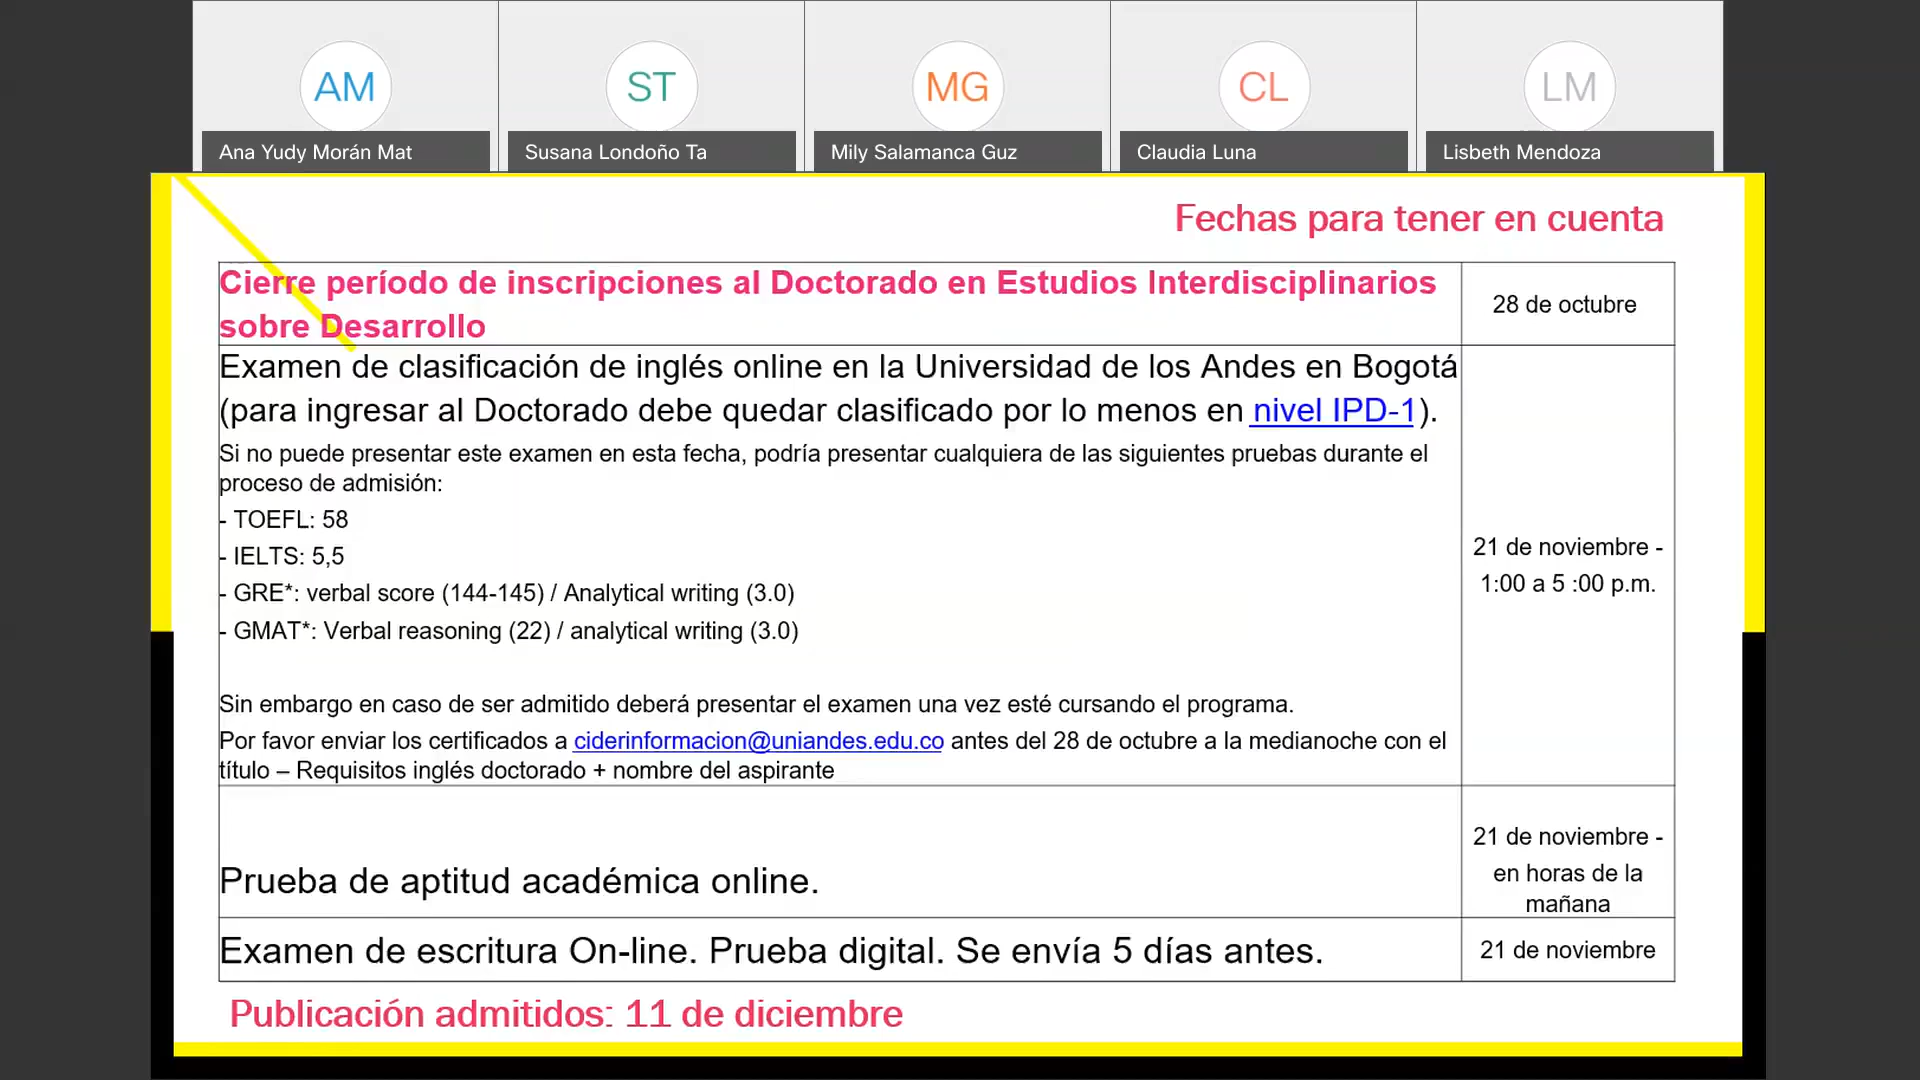 AM
ST
MG
CL
LM
Ana Yudy Morán Mat
Susana Londoño Ta
Mily Salamanca Guz
Claudia Luna
Lisbeth Mendoza
Fechas para tener en cuenta
Cierre período de inscripciones al Doctorado en Estudios Interdisciplinarios
sobre Desarrollo
28 de octubre
Examen de clasificación de inglés online en la Universidad de los Andes en Bogotá
(para ingresar al Doctorado debe quedar clasificado por lo menos en nivel IPD-1).
Si no puede presentar este examen en esta fecha, podría presentar cualquiera de las siguientes pruebas durante el
proceso de admisión:
- TOEFL: 58
- IELTS: 5,5
- GRE*: verbal score (144-145) / Analytical writing (3.0)
- GMAT*: Verbal reasoning (22) / analytical writing (3.0)
Sin embargo en caso de ser admitido deberá presentar el examen una vez esté cursando el programa.
Por favor enviar los certificados a ciderinformacion@uniandes.edu.co antes del 28 de octubre a la medianoche con el
título – Requisitos inglés doctorado + nombre del aspirante
21 de noviembre -
1:00 a 5 :00 p.m.
Prueba de aptitud académica online.
21 de noviembre -
en horas de la
mañana
Examen de escritura On-line. Prueba digital. Se envía 5 días antes.
21 de noviembre
Publicación admitidos: 11 de diciembre